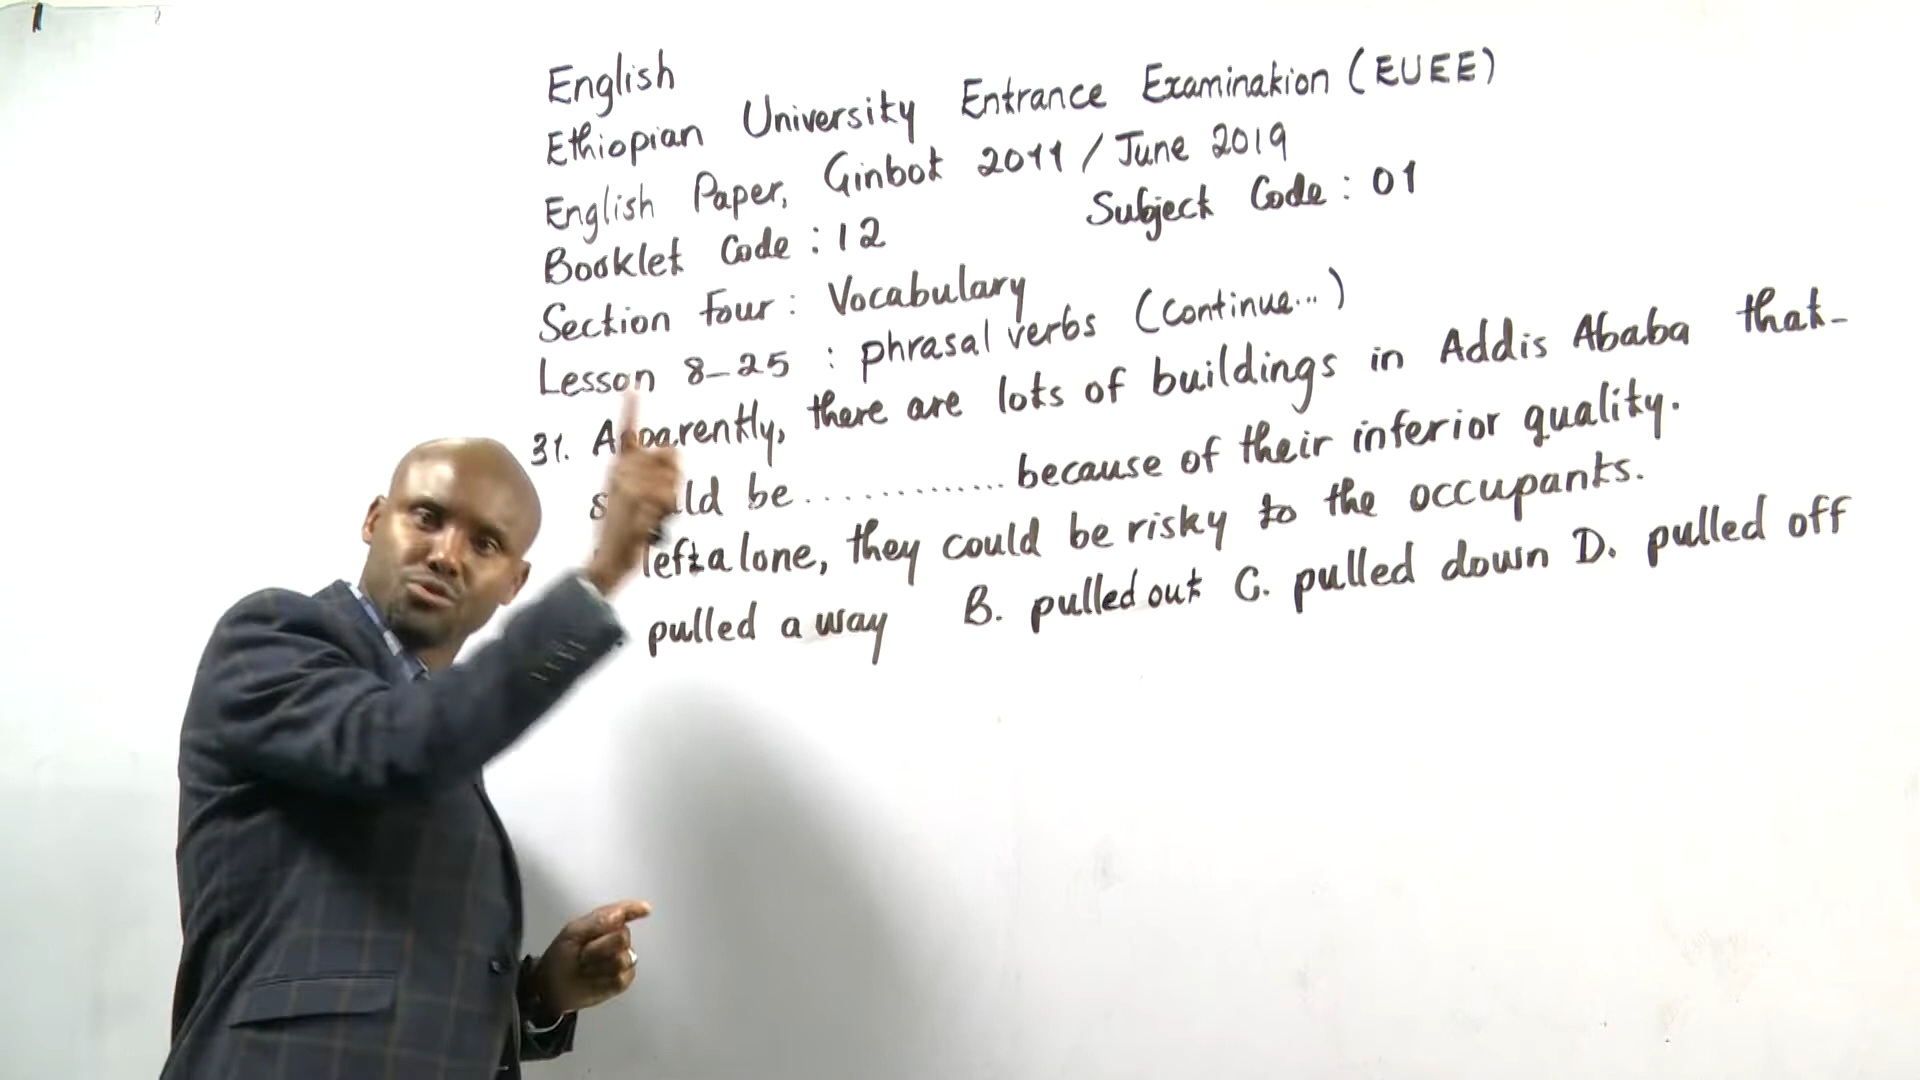 English
Ethiopian University Entrance Examination (EUEE)
English Paper, Ginbot 2011 / June 2019
Booklet Code : 12 Subject Code : 01
Section Four : Vocabulary
Lesson 8-25 : phrasal verbs (Continue...)
31. Apparently, there are lots of buildings in Addis Ababa that-
be ............. because of their inferior quality.
left alone, they could be risky to the occupants.
pulled away B. pulled out C. pulled down D. pulled off